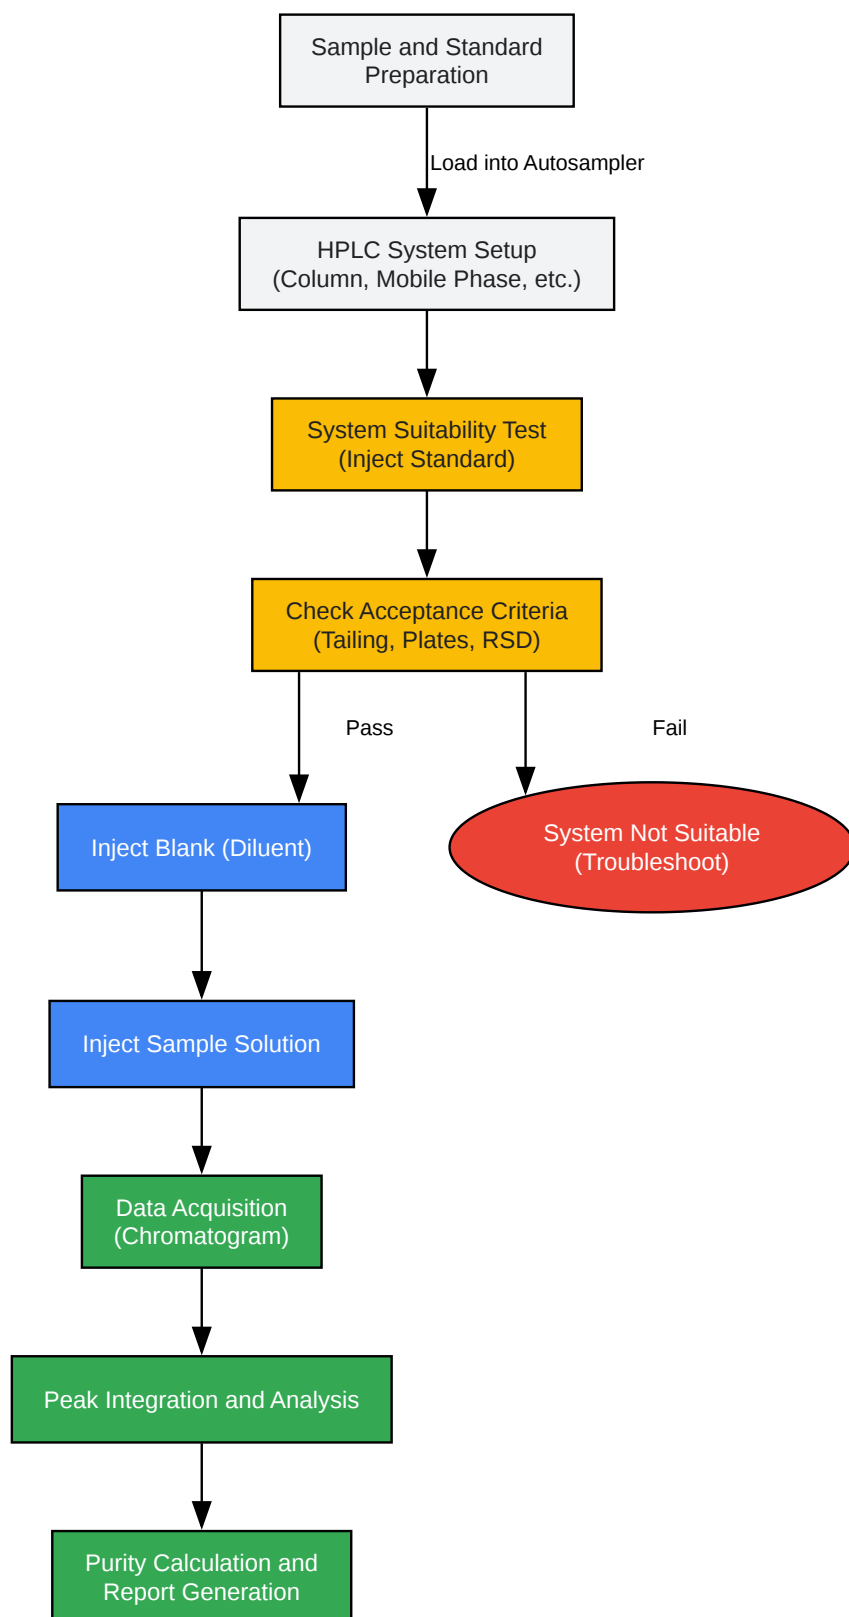 Sample and Standard
Preparation
Load into Autosampler
HPLC System Setup
(Column, Mobile Phase, etc.)
System Suitability Test
(Inject Standard)
Check Acceptance Criteria
(Tailing, Plates, RSD)
Pass
Fail
Inject Blank (Diluent)
System Not Suitable
(Troubleshoot)
Inject Sample Solution
Data Acquisition
(Chromatogram)
Peak Integration and Analysis
Purity Calculation and
Report Generation